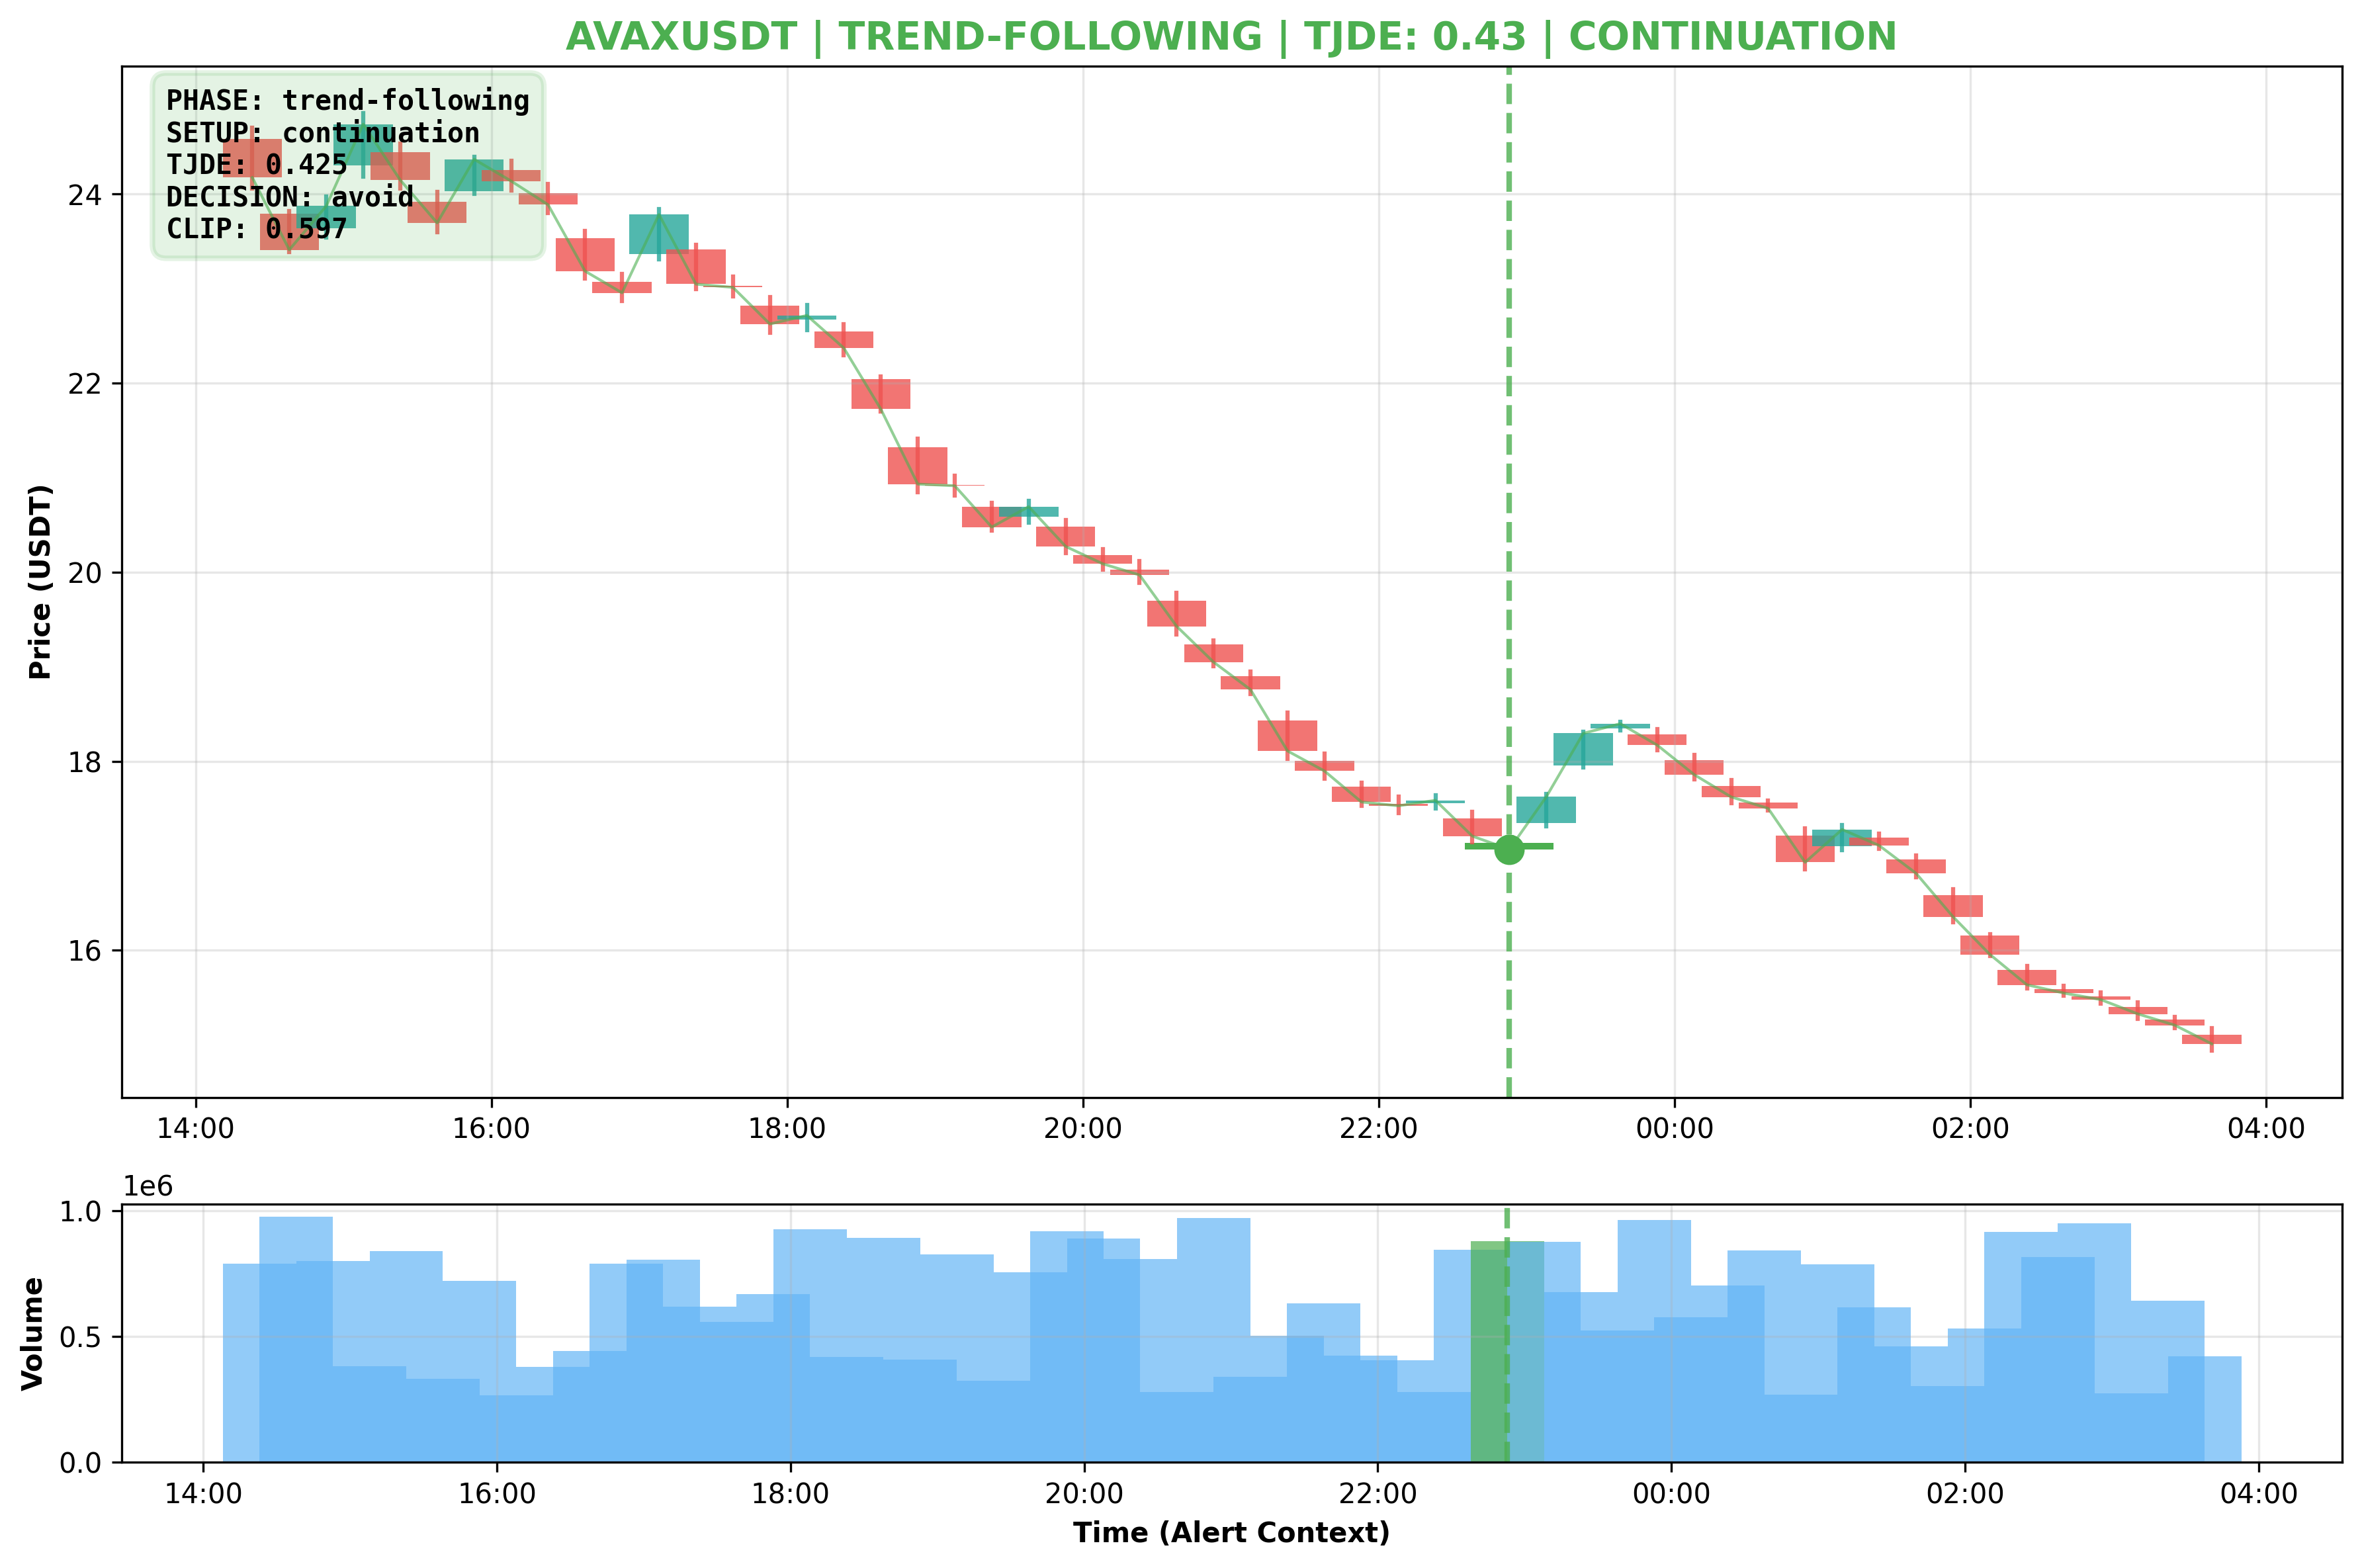 AVAXUSDT | TREND-FOLLOWING | TJDE: 0.43 | CONTINUATION
PHASE: trend-following
SETUP: continuation
TJDE: 0.425
DECISION: avoid
CLIP: 0.597
Price (USDT)
24
22
20
18
16
14:00 16:00 18:00 20:00 22:00 00:00 02:00 04:00
1e6
Volume
1.0
0.5
0.0
14:00 16:00 18:00 20:00 22:00 00:00 02:00 04:00
Time (Alert Context)